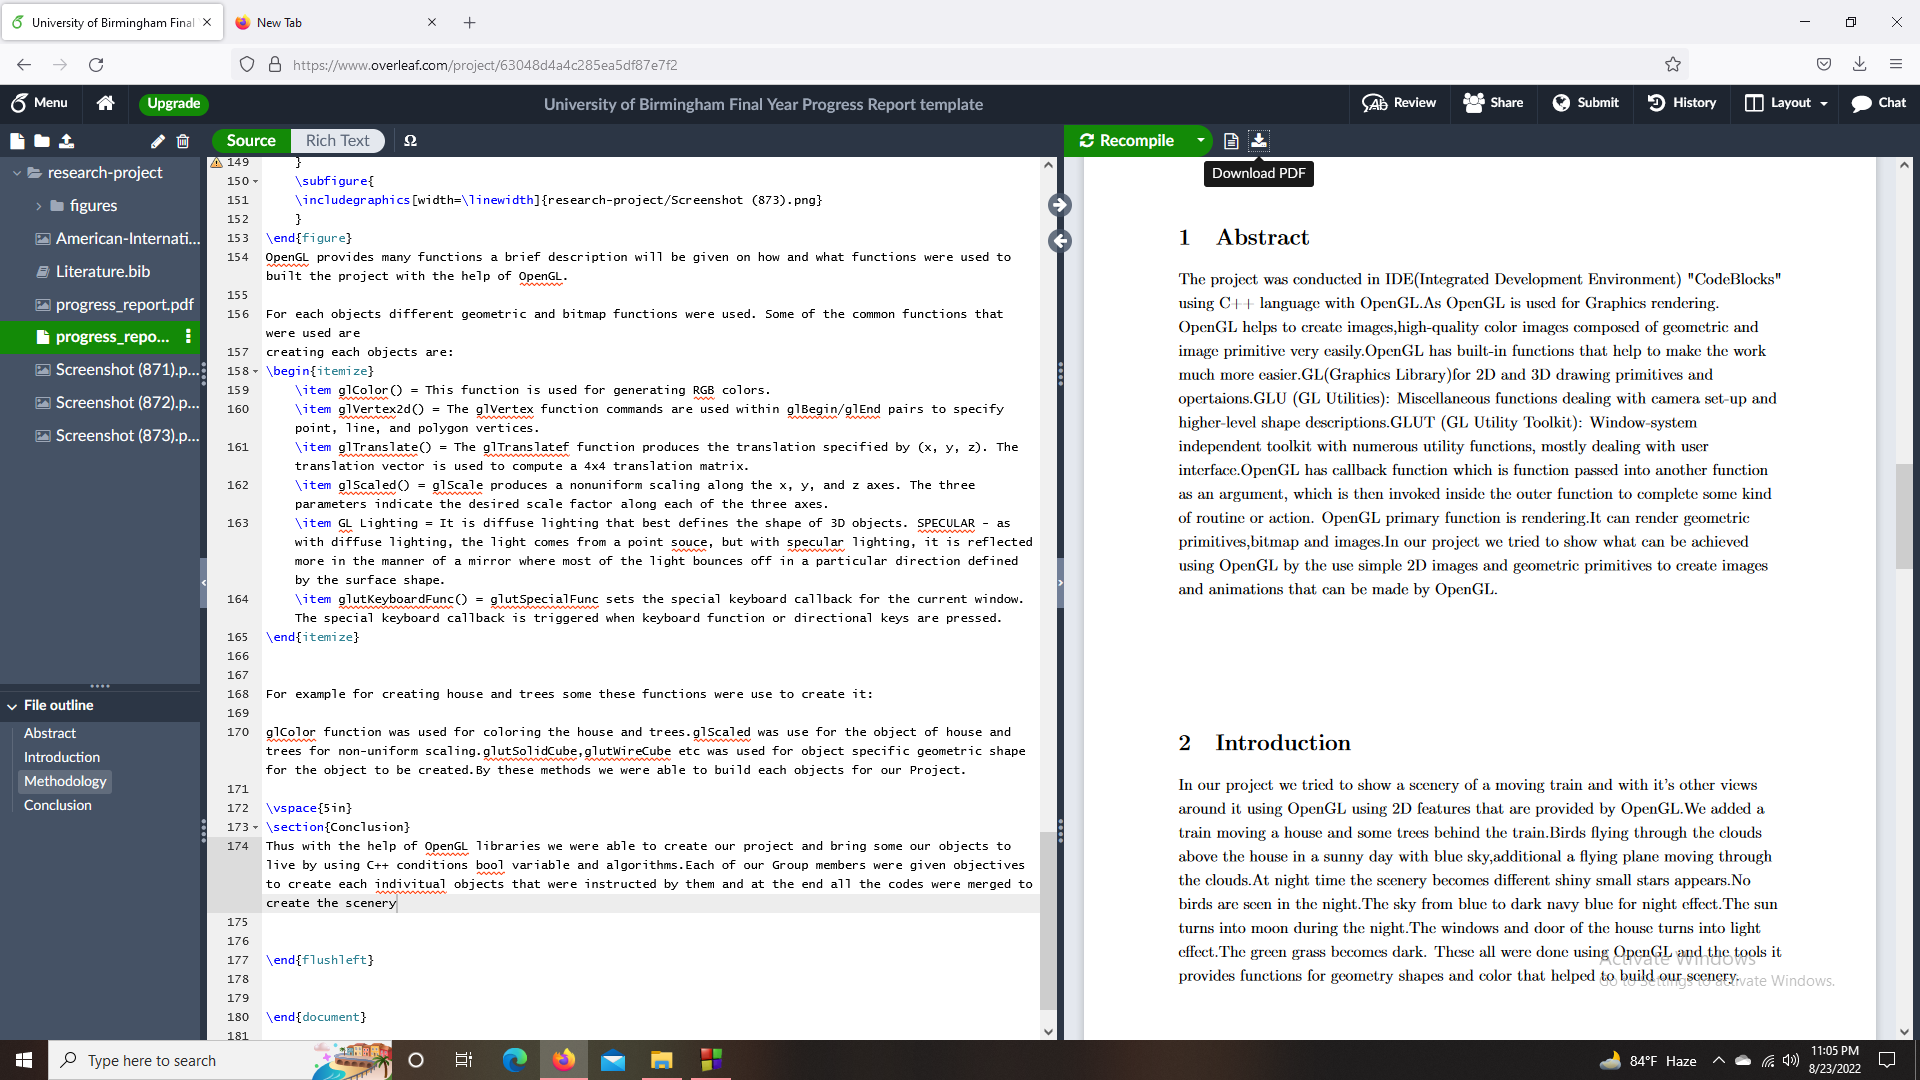 University of Birmingham Final
New Tab
https://www.overleaf.com/project/63048d4a4c285ea5df87e7f2
Menu
Upgrade
University of Birmingham Final Year Progress Report template
Review
Share
Submit
History
Layout
Chat
Source
Rich Text
Ω
Recompile
Download PDF
research-project
figures
American-Internati...
Literature.bib
progress_report.pdf
progress_repo...
Screenshot (871).p...
Screenshot (872).p...
Screenshot (873).p...
File outline
Abstract
Introduction
Methodology
Conclusion
149 }
150 \subfigure{
151 \includegraphics[width=\linewidth]{research-project/Screenshot (873).png}
152 }
153 \end{figure}
154 OpenGL provides many functions a brief description will be given on how and what functions were used to
built the project with the help of OpenGL.
155
156 For each objects different geometric and bitmap functions were used. Some of the common functions that
were used are
157 creating each objects are:
158 \begin{itemize}
159 \item glColor() = This function is used for generating RGB colors.
160 \item glVertex2d() = The glVertex function commands are used within glBegin/glEnd pairs to specify
point, line, and polygon vertices.
161 \item glTranslate() = The glTranslatef function produces the translation specified by (x, y, z). The
translation vector is used to compute a 4x4 translation matrix.
162 \item glScaled() = glScale produces a nonuniform scaling along the x, y, and z axes. The three
parameters indicate the desired scale factor along each of the three axes.
163 \item GL Lighting = It is diffuse lighting that best defines the shape of 3D objects. SPECULAR - as
with diffuse lighting, the light comes from a point souce, but with specular lighting, it is reflected
more in the manner of a mirror where most of the light bounces off in a particular direction defined
by the surface shape.
164 \item glutKeyboardFunc() = glutSpecialFunc sets the special keyboard callback for the current window.
The special keyboard callback is triggered when keyboard function or directional keys are pressed.
165 \end{itemize}
166
167
168 For example for creating house and trees some these functions were use to create it:
169
170 glColor function was used for coloring the house and trees.glScaled was use for the object of house and
trees for non-uniform scaling.glutSolidCube,glutWireCube etc was used for object specific geometric shape
for the object to be created.By these methods we were able to build each objects for our Project.
171
172 \vspace{5in}
173 \section{Conclusion}
174 Thus with the help of OpenGL libraries we were able to create our project and bring some our objects to
live by using C++ conditions bool variable and algorithms.Each of our Group members were given objectives
to create each indivitual objects that were instructed by them and at the end all the codes were merged to
create the scenery
175
176
177 \end{flushleft}
178
179
180 \end{document}
181
1 Abstract
The project was conducted in IDE(Integrated Development Environment) "CodeBlocks"
using C++ language with OpenGL.As OpenGL is used for Graphics rendering.
OpenGL helps to create images,high-quality color images composed of geometric and
image primitive very easily.OpenGL has built-in functions that help to make the work
much more easier.GL(Graphics Library)for 2D and 3D drawing primitives and
opertaions.GLU (GL Utilities): Miscellaneous functions dealing with camera set-up and
higher-level shape descriptions.GLUT (GL Utility Toolkit): Window-system
independent toolkit with numerous utility functions, mostly dealing with user
interface.OpenGL has callback function which is function passed into another function
as an argument, which is then invoked inside the outer function to complete some kind
of routine or action. OpenGL primary function is rendering.It can render geometric
primitives,bitmap and images.In our project we tried to show what can be achieved
using OpenGL by the use simple 2D images and geometric primitives to create images
and animations that can be made by OpenGL.
2 Introduction
In our project we tried to show a scenery of a moving train and with it's other views
around it using OpenGL using 2D features that are provided by OpenGL.We added a
train moving a house and some trees behind the train.Birds flying through the clouds
above the house in a sunny day with blue sky,additional a flying plane moving through
the clouds.At night time the scenery becomes different shiny small stars appears.No
birds are seen in the night.The sky from blue to dark navy blue for night effect.The sun
turns into moon during the night.The windows and door of the house turns into light
effect.The green grass becomes dark. These all were done using OpenGL and the tools it
provides functions for geometry shapes and color that helped to build our scenery.
Activate Windows
Go to Settings to activate Windows.
Type here to search
84°F Haze
11:05 PM
8/23/2022